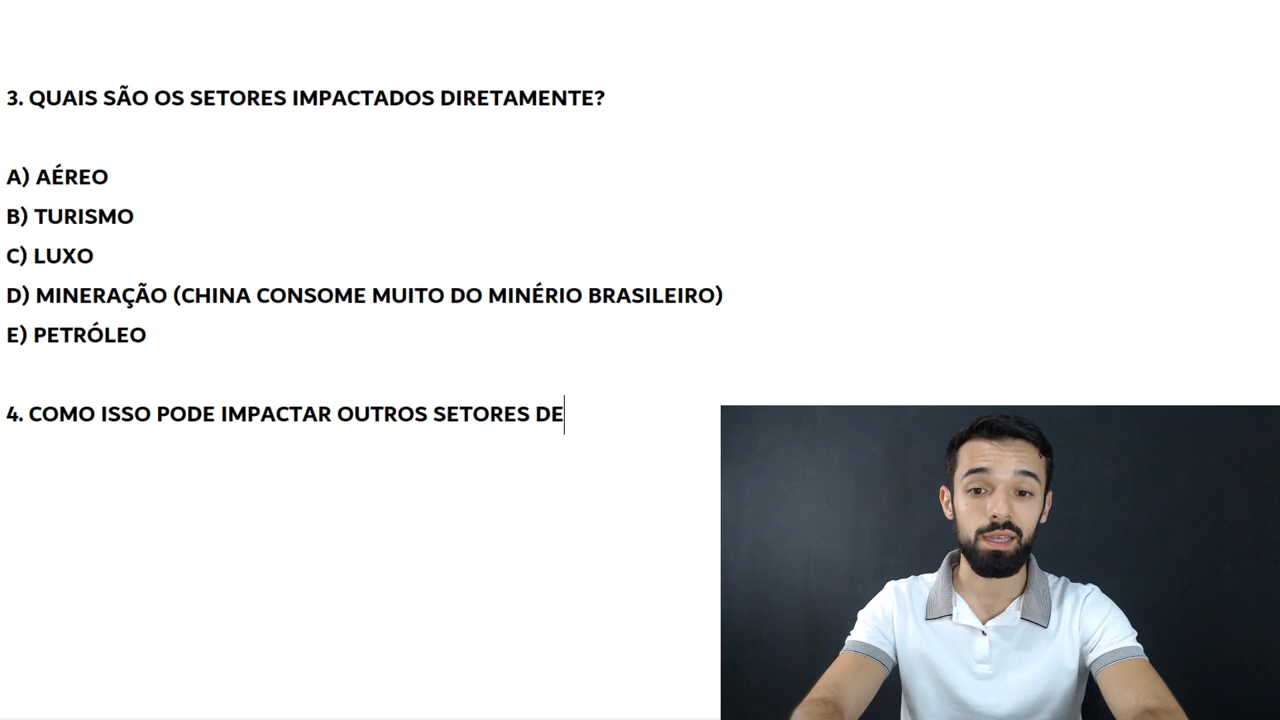 3. QUAIS SÃO OS SETORES IMPACTADOS DIRETAMENTE?
A) AÉREO
B) TURISMO
C) LUXO
D) MINERAÇÃO (CHINA CONSOME MUITO DO MINÉRIO BRASILEIRO)
E) PETRÓLEO
4. COMO ISSO PODE IMPACTAR OUTROS SETORES DE